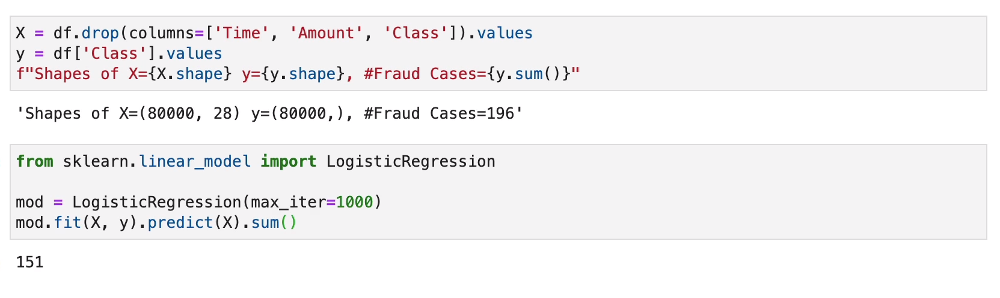 X = df.drop(columns=['Time', 'Amount', 'Class']).values
y = df['Class'].values
f"Shapes of X={X.shape} y={y.shape}, #Fraud Cases={y.sum()}"
'Shapes of X=(80000, 28) y=(80000,), #Fraud Cases=196'
from sklearn.linear_model import LogisticRegression
mod = LogisticRegression(max_iter=1000)
mod.fit(X, y).predict(X).sum()
151